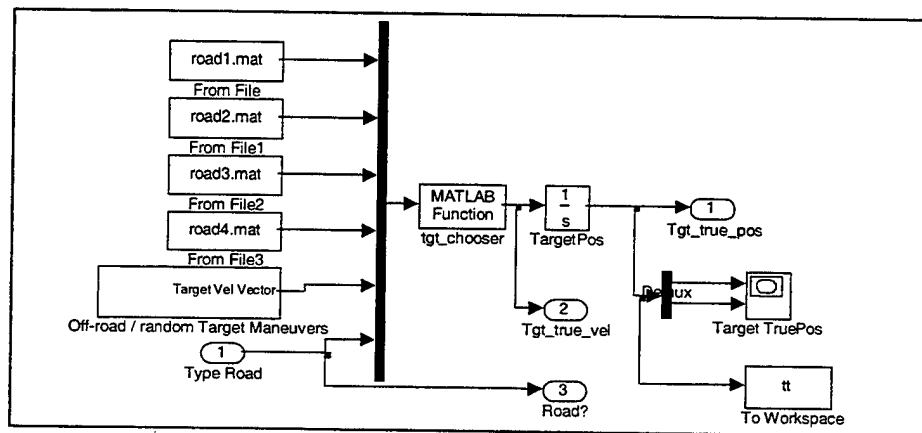 road1.mat
From File
road2.mat
From File1
road3.mat
From File2
road4.mat
From File3
Target Vel Vector
Off-road / random Target Maneuvers
1
Type Road
MATLAB
Function
tgt_chooser
1
s
TargetPos
1
Tgt_true_pos
2
Tgt_true_vel
Demux
Target TruePos
3
Road?
tt
To Workspace